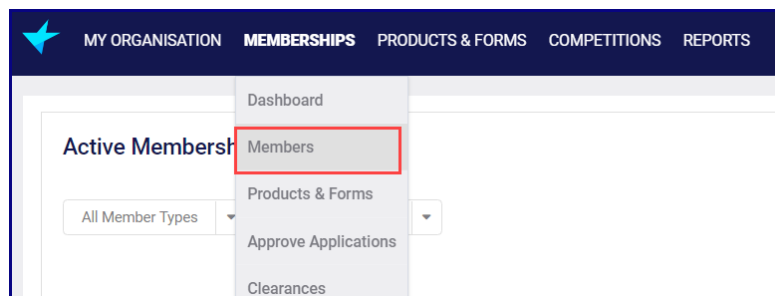 MY ORGANISATION MEMBERSHIPS PRODUCTS & FORMS COMPETITIONS REPORTS
Dashboard
Active Membersh
Members
Products & Forms
All Member Types
Approve Applications
Clearances